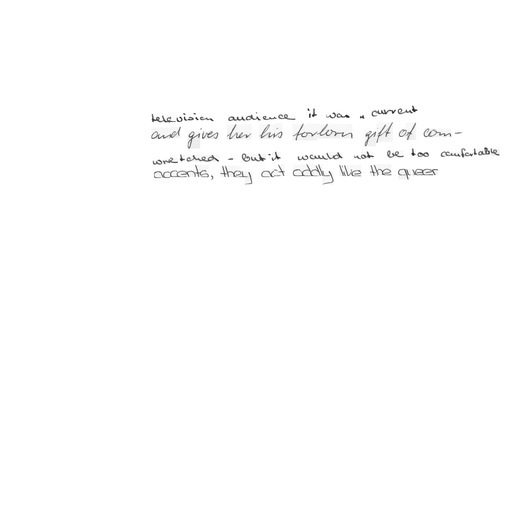 television audience it was a current
and gives her his forlorn gift of com-
wretched - but it would not be too comfortable
accents, they act oddly like the queer